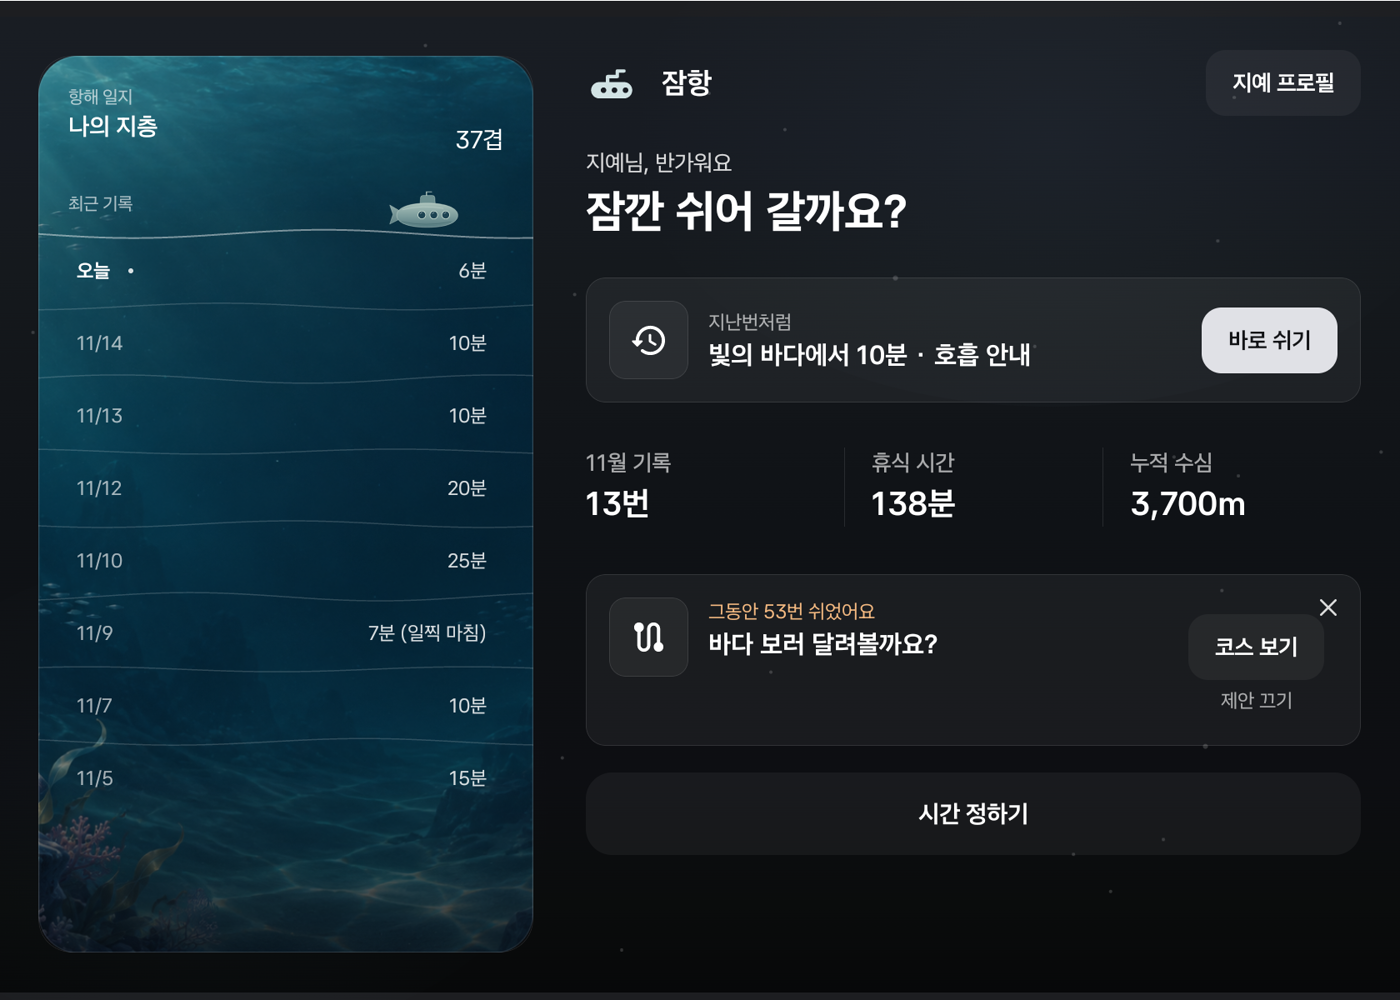 항해 일지
나의 지층
37겹
최근 기록
오늘 • 6분
11/14 10분
11/13 10분
11/12 20분
11/10 25분
11/9 7분 (일찍 마침)
11/7 10분
11/5 15분
잠항
지예 프로필
지예님, 반가워요
잠깐 쉬어 갈까요?
지난번처럼
빛의 바다에서 10분 · 호흡 안내
바로 쉬기
11월 기록
13번
휴식 시간
138분
누적 수심
3,700m
그동안 53번 쉬었어요
바다 보러 달려볼까요?
코스 보기
제안 끄기
시간 정하기